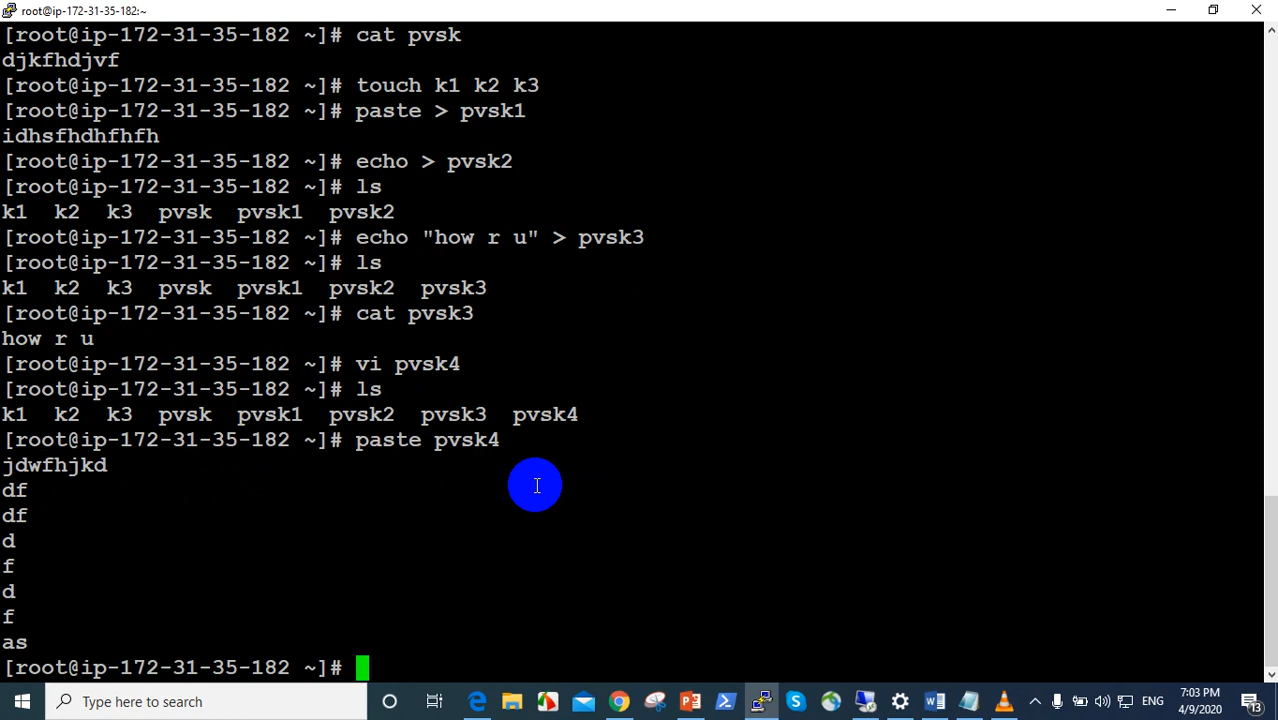 root@ip-172-31-35-182:~
[root@ip-172-31-35-182 ~]# cat pvsk
djkfhdjvf
[root@ip-172-31-35-182 ~]# touch k1 k2 k3
[root@ip-172-31-35-182 ~]# paste > pvsk1
idhsfhdhfhfh
[root@ip-172-31-35-182 ~]# echo > pvsk2
[root@ip-172-31-35-182 ~]# ls
k1  k2  k3  pvsk  pvsk1  pvsk2
[root@ip-172-31-35-182 ~]# echo "how r u" > pvsk3
[root@ip-172-31-35-182 ~]# ls
k1  k2  k3  pvsk  pvsk1  pvsk2  pvsk3
[root@ip-172-31-35-182 ~]# cat pvsk3
how r u
[root@ip-172-31-35-182 ~]# vi pvsk4
[root@ip-172-31-35-182 ~]# ls
k1  k2  k3  pvsk  pvsk1  pvsk2  pvsk3  pvsk4
[root@ip-172-31-35-182 ~]# paste pvsk4
jdwfhjkd
df
df
d
f
d
f
as
[root@ip-172-31-35-182 ~]#
Type here to search
ENG
7:03 PM
4/9/2020
13